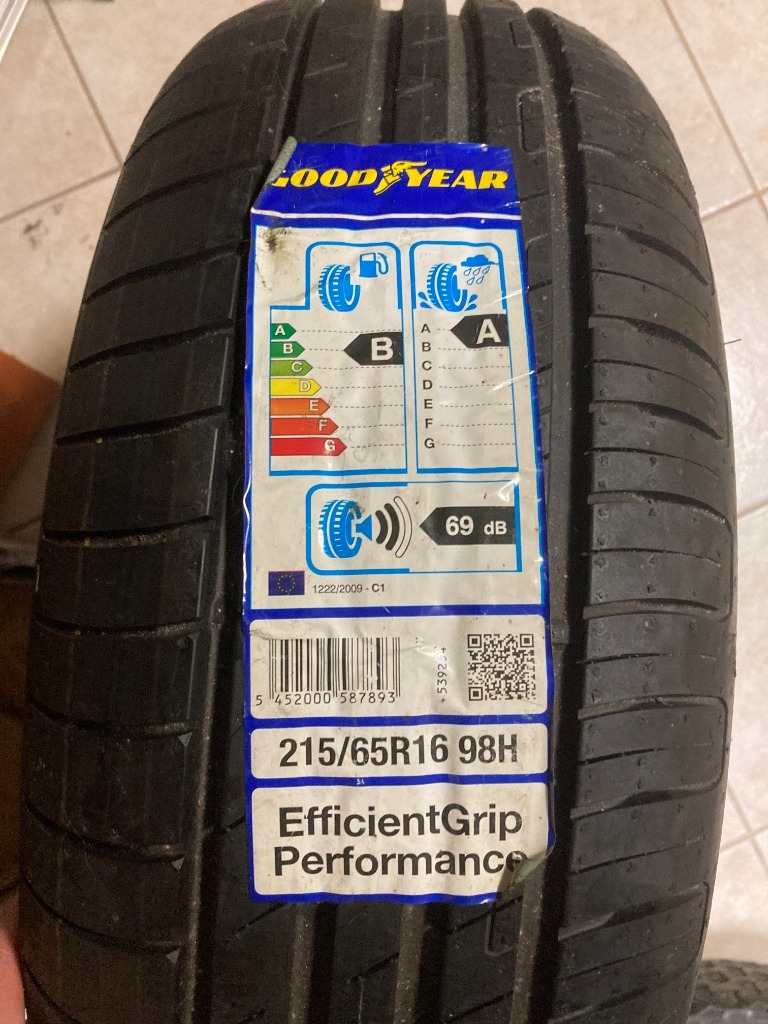 GOODYEAR
A
B
C
D
E
F
G
B
A
B
C
D
E
F
G
A
69 dB
1222/2009 - C1
5 452000 587893
215/65R16 98H
EfficientGrip
Performance